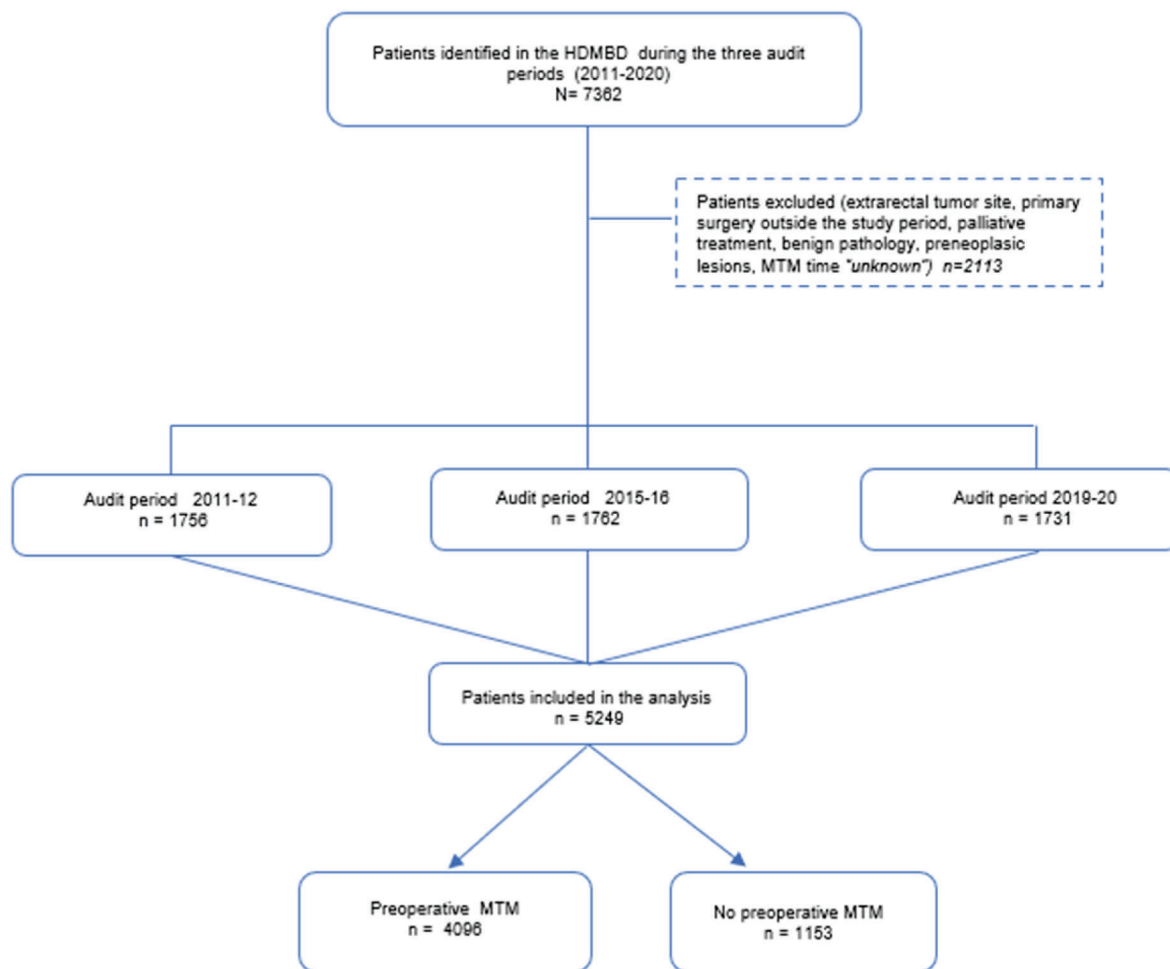 Patients identified in the HDMBD during the three audit
periods (2011-2020)
N= 7362
Patients excluded (extrarectal tumor site, primary
surgery outside the study period, palliative
treatment, benign pathology, preneoplasic
lesions, MTM time "unknown") n=2113
Audit period 2011-12
n = 1756
Audit period 2015-16
n = 1762
Audit period 2019-20
n = 1731
Patients included in the analysis
n = 5249
Preoperative MTM
n = 4096
No preoperative MTM
n = 1153